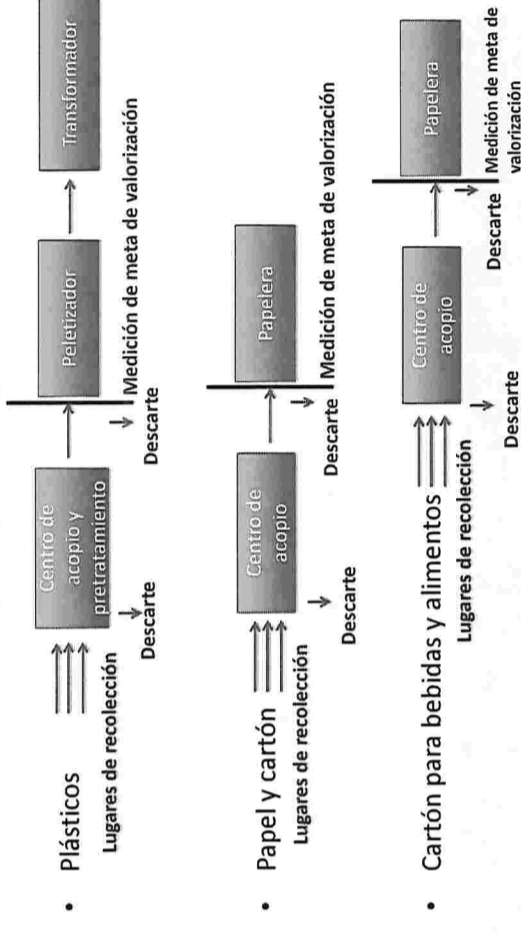 • Plásticos
Lugares de recolección
Centro de
acopio y
pretratamiento
Descarte
Peletizador
Descarte
Medición de meta de valorización
Transformador
• Papel y cartón
Lugares de recolección
Centro de
acopio
Descarte
Papelera
Descarte
Medición de meta de valorización
• Cartón para bebidas y alimentos
Lugares de recolección
Centro de
acopio
Descarte
Papelera
Descarte
Medición de meta de
valorización